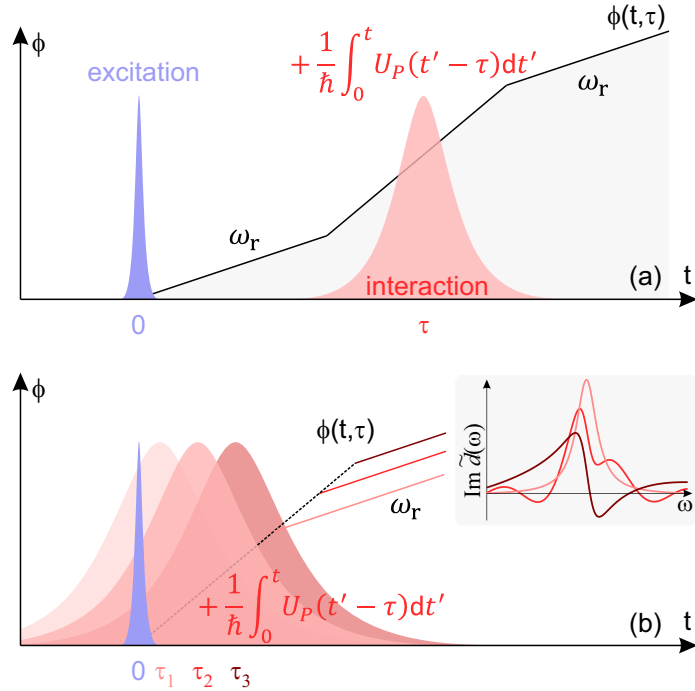 ϕ
ϕ(t,τ)
excitation
+ 1/ħ ∫₀ᵗ U_P(t′ − τ)dt′
ω_r
ω_r
interaction
(a)
t
0
τ
ϕ
ϕ(t,τ)
Im d̃(ω)
ω
ω_r
+ 1/ħ ∫₀ᵗ U_P(t′ − τ)dt′
(b)
t
0 τ₁ τ₂ τ₃